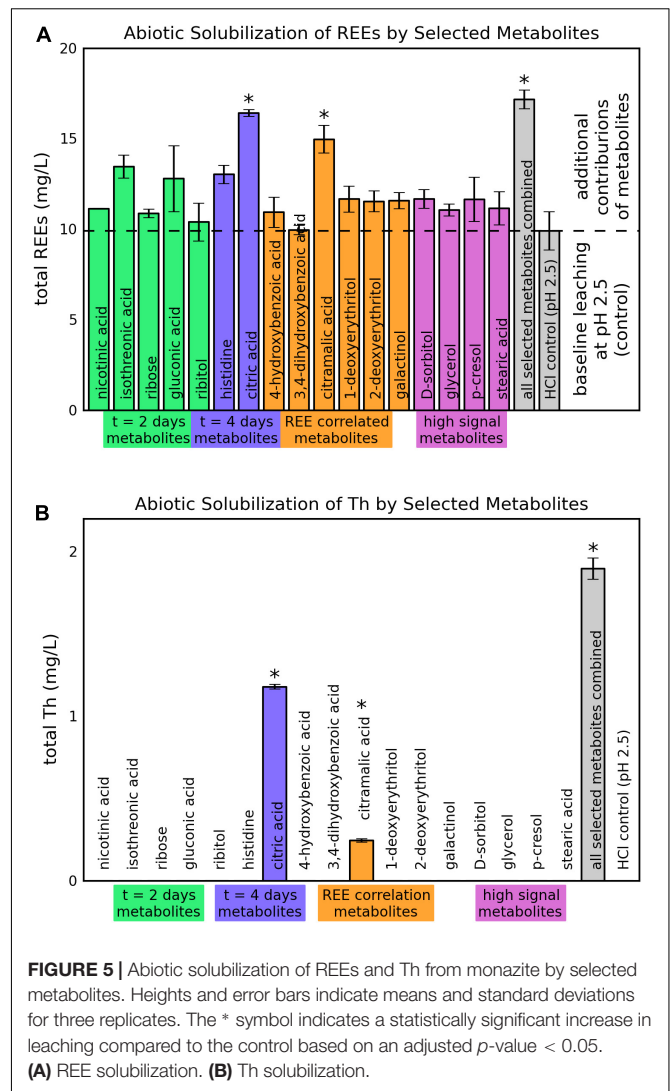 A
Abiotic Solubilization of REEs by Selected Metabolites
total REEs (mg/L)
20
15
10
5
0
nicotinic acid
isothreonic acid
ribose
gluconic acid
ribitol
histidine
citric acid
4-hydroxybenzoic acid
3,4-dihydroxybenzoic acid
citramalic acid
1-deoxyerythritol
2-deoxyerythritol
galactinol
D-sorbitol
glycerol
p-cresol
stearic acid
all selected metaboites combined
HCl control (pH 2.5)
*
*
*
additional
contriburions
of metabolites
baseline leaching
at pH 2.5
(control)
t = 2 days
metabolites
t = 4 days
metabolites
REE correlated
metabolites
high signal
metabolites
B
Abiotic Solubilization of Th by Selected Metabolites
total Th (mg/L)
2
1
0
nicotinic acid
isothreonic acid
ribose
gluconic acid
ribitol
histidine
citric acid
4-hydroxybenzoic acid
3,4-dihydroxybenzoic acid
citramalic acid
1-deoxyerythritol
2-deoxyerythritol
galactinol
D-sorbitol
glycerol
p-cresol
stearic acid
all selected metaboites combined
HCl control (pH 2.5)
*
*
*
t = 2 days
metabolites
t = 4 days
metabolites
REE correlation
metabolites
high signal
metabolites
FIGURE 5 | Abiotic solubilization of REEs and Th from monazite by selected
metabolites. Heights and error bars indicate means and standard deviations
for three replicates. The * symbol indicates a statistically significant increase in
leaching compared to the control based on an adjusted p-value < 0.05.
(A) REE solubilization. (B) Th solubilization.